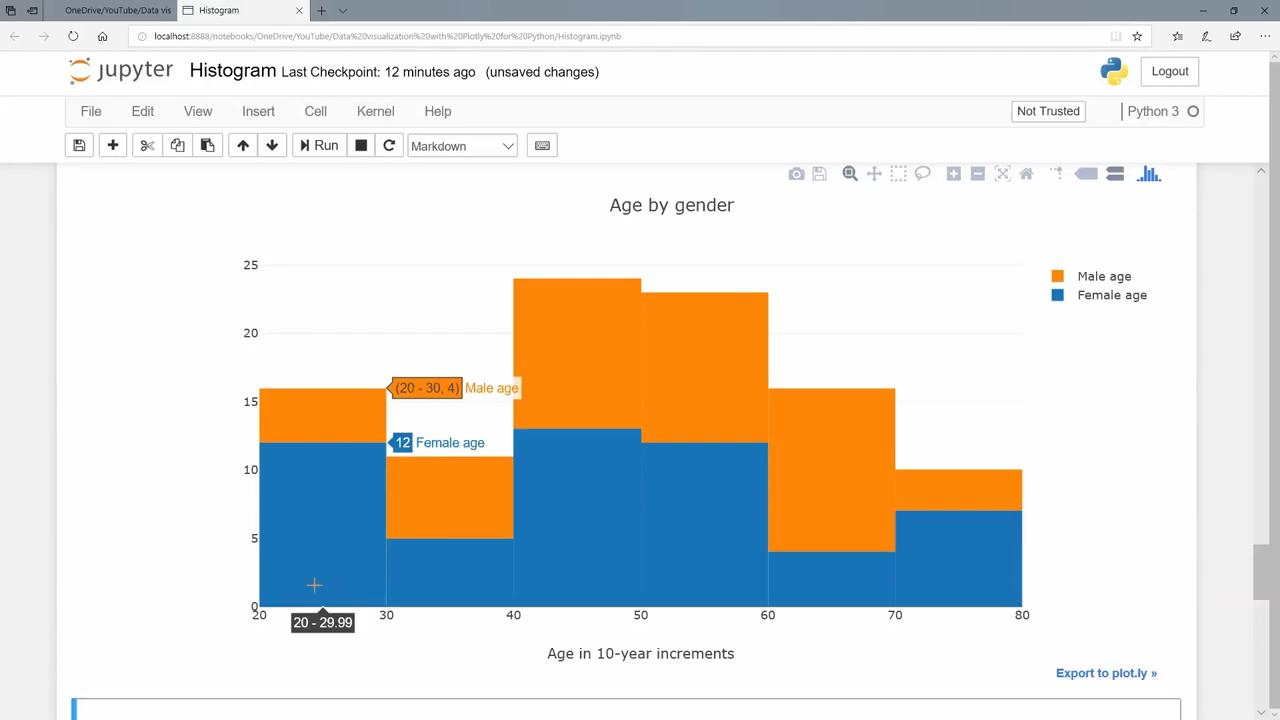 OneDrive/YouTube/Data vis
Histogram
localhost:8888/notebooks/OneDrive/YouTube/Data%20visualization%20with%20Plotly%20for%20Python/Histogram.ipynb
jupyter Histogram Last Checkpoint: 12 minutes ago (unsaved changes)
Logout
File Edit View Insert Cell Kernel Help
Not Trusted
Python 3
Run
Markdown
Age by gender
25
Male age
Female age
20
(20 - 30, 4) Male age
15
12 Female age
10
5
0
20 30 40 50 60 70 80
20 - 29.99
Age in 10-year increments
Export to plot.ly »